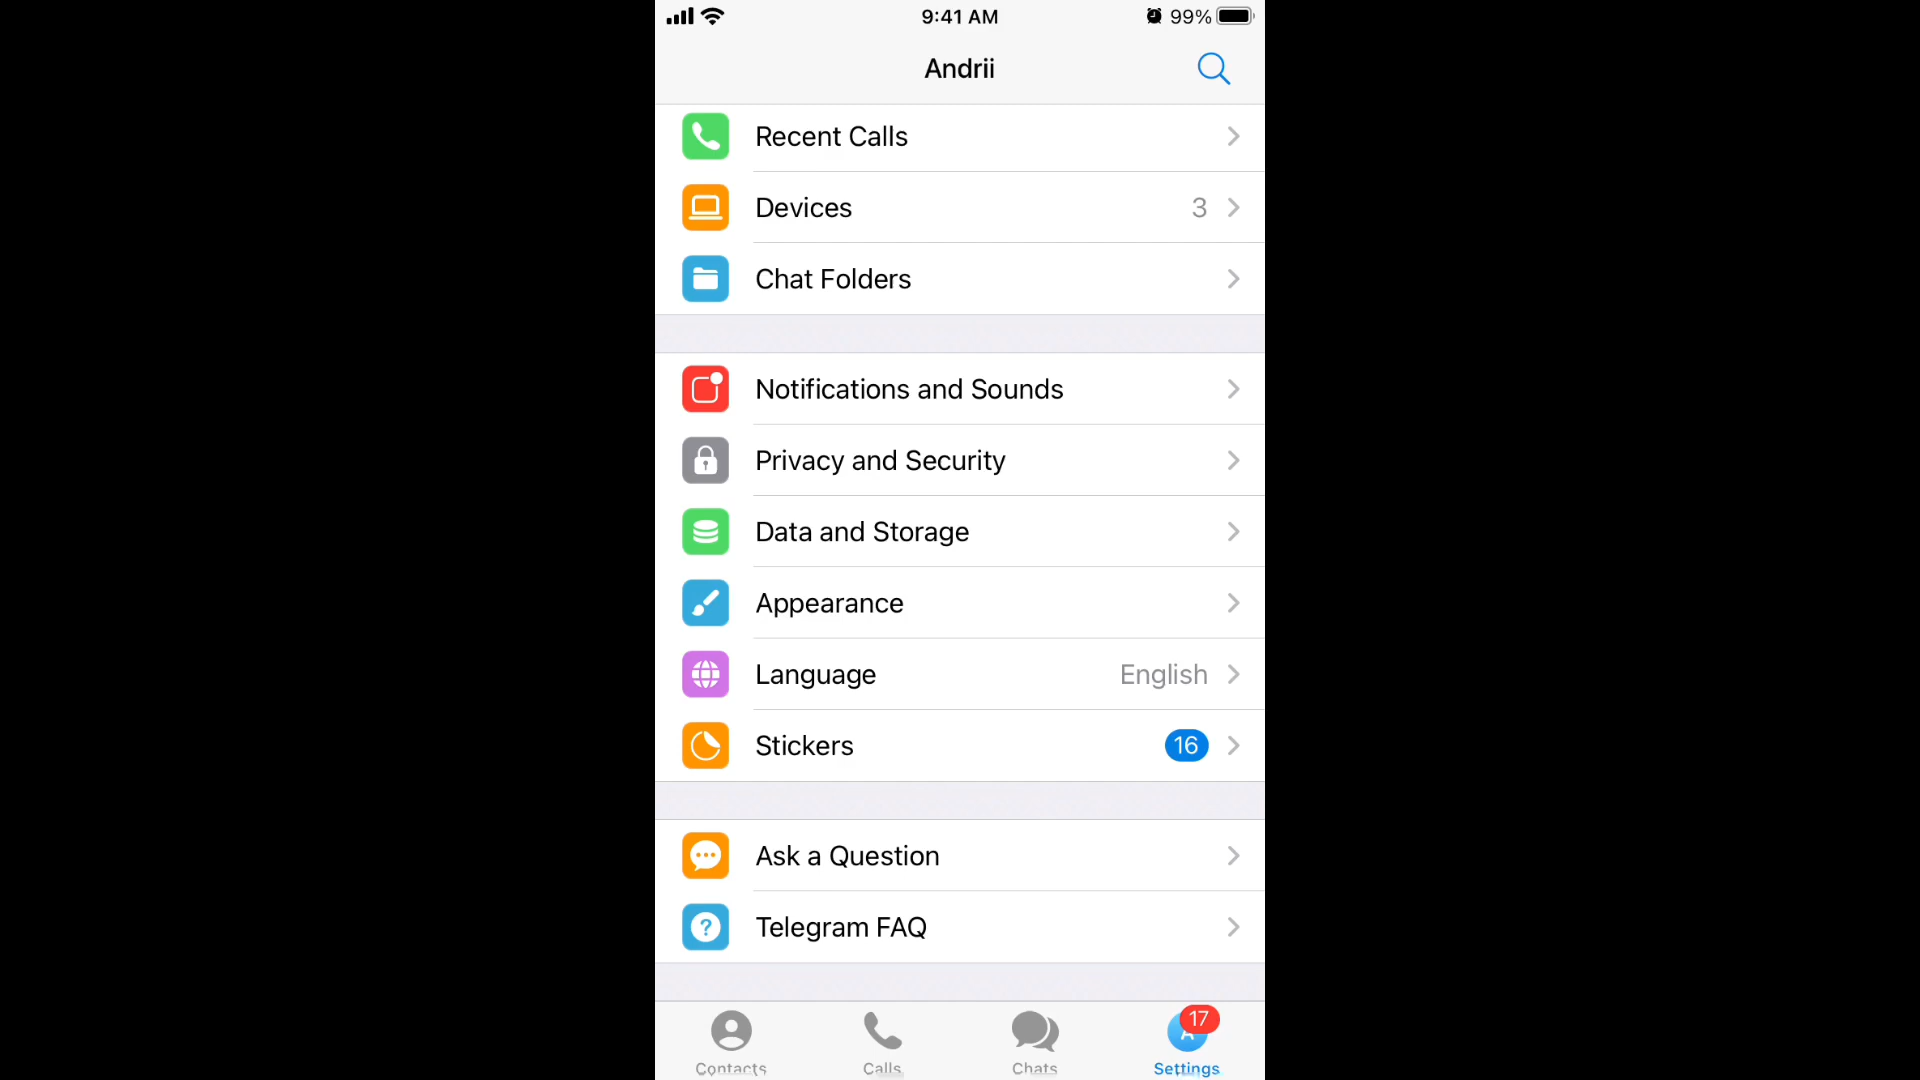 9:41 AM
99%
Andrii
Recent Calls
Devices 3
Chat Folders
Notifications and Sounds
Privacy and Security
Data and Storage
Appearance
Language English
Stickers 16
Ask a Question
Telegram FAQ
17
A
Contacts Calls Chats Settings